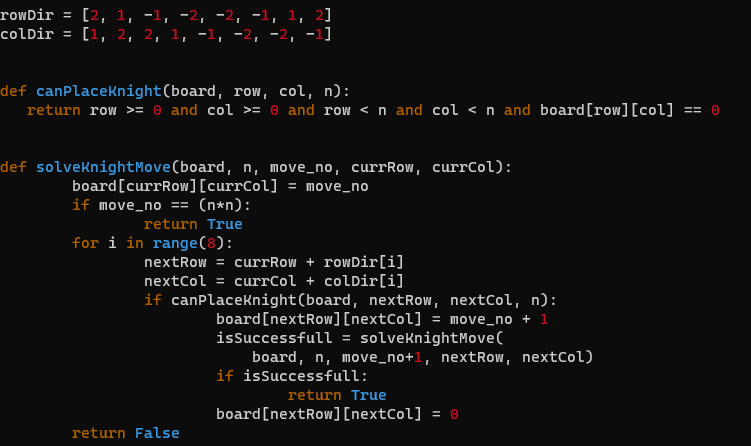 rowDir = [2, 1, -1, -2, -2, -1, 1, 2]
colDir = [1, 2, 2, 1, -1, -2, -2, -1]
def canPlaceKnight(board, row, col, n):
   return row >= 0 and col >= 0 and row < n and col < n and board[row][col] == 0
def solveKnightMove(board, n, move_no, currRow, currCol):
        board[currRow][currCol] = move_no
        if move_no == (n*n):
                return True
        for i in range(8):
                nextRow = currRow + rowDir[i]
                nextCol = currCol + colDir[i]
                if canPlaceKnight(board, nextRow, nextCol, n):
                        board[nextRow][nextCol] = move_no + 1
                        isSuccessfull = solveKnightMove(
                            board, n, move_no+1, nextRow, nextCol)
                        if isSuccessfull:
                                return True
                        board[nextRow][nextCol] = 0
        return False